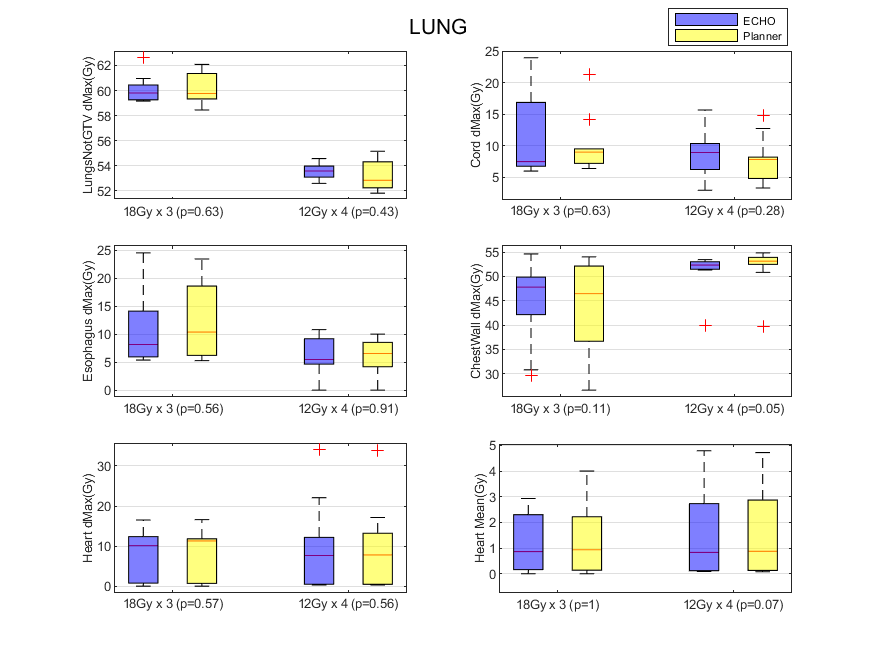 LUNG
ECHO
Planner
LungsNotGTV dMax(Gy)
62
60
58
56
54
52
18Gy x 3 (p=0.63)
12Gy x 4 (p=0.43)
Cord dMax(Gy)
25
20
15
10
5
18Gy x 3 (p=0.63)
12Gy x 4 (p=0.28)
Esophagus dMax(Gy)
25
20
15
10
5
0
18Gy x 3 (p=0.56)
12Gy x 4 (p=0.91)
ChestWall dMax(Gy)
55
50
45
40
35
30
18Gy x 3 (p=0.11)
12Gy x 4 (p=0.05)
Heart dMax(Gy)
30
20
10
0
18Gy x 3 (p=0.57)
12Gy x 4 (p=0.56)
Heart Mean(Gy)
5
4
3
2
1
0
18Gy x 3 (p=1)
12Gy x 4 (p=0.07)